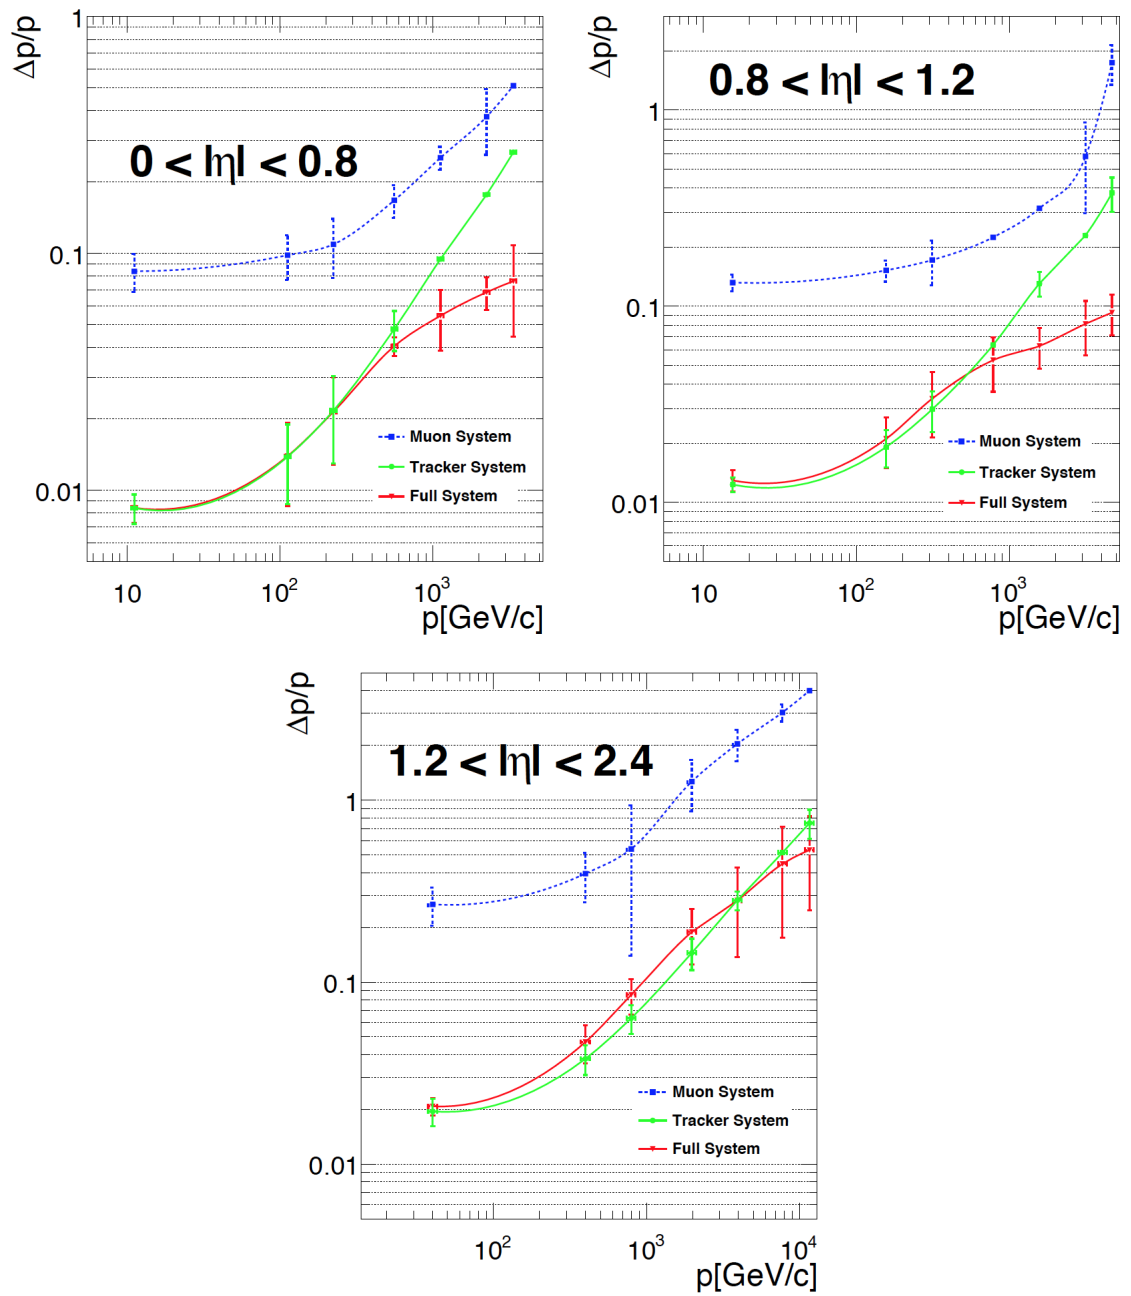 Δp/p
1
0 < |η| < 0.8
0.1
Muon System
Tracker System
Full System
0.01
10 10² 10³
p[GeV/c]
Δp/p
0.8 < |η| < 1.2
1
0.1
Muon System
Tracker System
Full System
0.01
10 10² 10³
p[GeV/c]
Δp/p
1.2 < |η| < 2.4
1
0.1
Muon System
Tracker System
Full System
0.01
10² 10³ 10⁴
p[GeV/c]